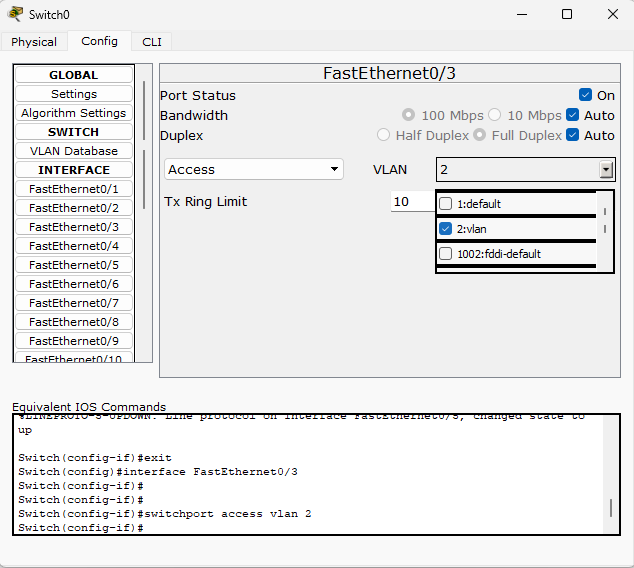 Switch0
Physical Config CLI
GLOBAL
Settings
Algorithm Settings
SWITCH
VLAN Database
INTERFACE
FastEthernet0/1
FastEthernet0/2
FastEthernet0/3
FastEthernet0/4
FastEthernet0/5
FastEthernet0/6
FastEthernet0/7
FastEthernet0/8
FastEthernet0/9
FastEthernet0/10
FastEthernet0/3
Port Status On
Bandwidth 100 Mbps 10 Mbps Auto
Duplex Half Duplex Full Duplex Auto
Access VLAN 2
Tx Ring Limit 10
1:default
2:vlan
1002:fddi-default
Equivalent IOS Commands
%LINEPROTO-5-UPDOWN: Line protocol on Interface FastEthernet0/5, changed state to
up
Switch(config-if)#exit
Switch(config)#interface FastEthernet0/3
Switch(config-if)#
Switch(config-if)#
Switch(config-if)#switchport access vlan 2
Switch(config-if)#